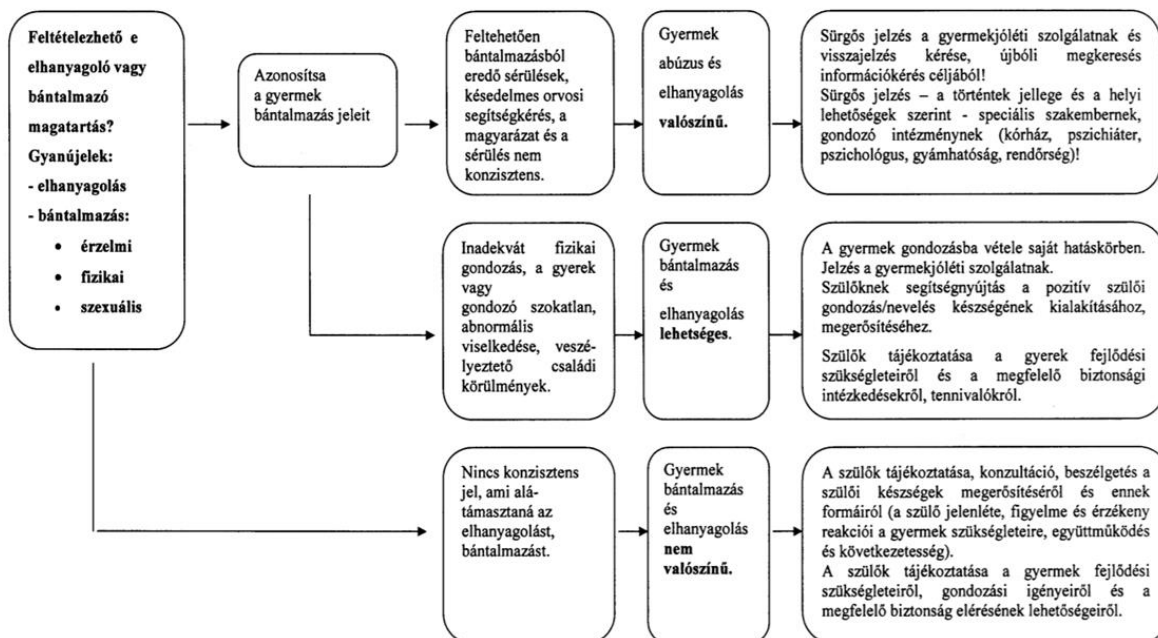 Feltételezhető e
elhanyagoló vagy
bántalmazó
magatartás?
Gyanújelek:
- elhanyagolás
- bántalmazás:
• érzelmi
• fizikai
• szexuális
Azonosítsa
a gyermek
bántalmazás jeleit
Feltehetően
bántalmazásból
eredő sérülések,
késedelmes orvosi
segítségkérés, a
magyarázat és a
sérülés nem
konzisztens.
Gyermek
abúzus és
elhanyagolás
valószínű.
Sürgős jelzés a gyermekjóléti szolgálatnak és
visszajelzés kérése, újbóli megkeresés
információkérés céljából!
Sürgős jelzés – a történtek jellege és a helyi
lehetőségek szerint - speciális szakembernek,
gondozó intézménynek (kórház, pszichiáter,
pszichológus, gyámhatóság, rendőrség)!
Inadekvát fizikai
gondozás, a gyerek
vagy
gondozó szokatlan,
abnormális
viselkedése, veszé-
lyeztető családi
körülmények.
Gyermek
bántalmazás
és
elhanyagolás
lehetséges.
A gyermek gondozásba vétele saját hatáskörben.
Jelzés a gyermekjóléti szolgálatnak.
Szülőknek segítségnyújtás a pozitív szülői
gondozás/nevelés készségének kialakításához,
megerősítéséhez.
Szülők tájékoztatása a gyerek fejlődési
szükségleteiről és a megfelelő biztonsági
intézkedésekről, tennivalókról.
Nincs konzisztens
jel, ami alá-
támasztaná az
elhanyagolást,
bántalmazást.
Gyermek
bántalmazás
és
elhanyagolás
nem
valószínű.
A szülők tájékoztatása, konzultáció, beszélgetés a
szülői készségek megerősítéséről és ennek
formáiról (a szülő jelenléte, figyelme és érzékeny
reakciói a gyermek szükségleteire, együttműködés
és következetesség).
A szülők tájékoztatása a gyermek fejlődési
szükségleteiről, gondozási igényeiről és a
megfelelő biztonság elérésének lehetőségeiről.